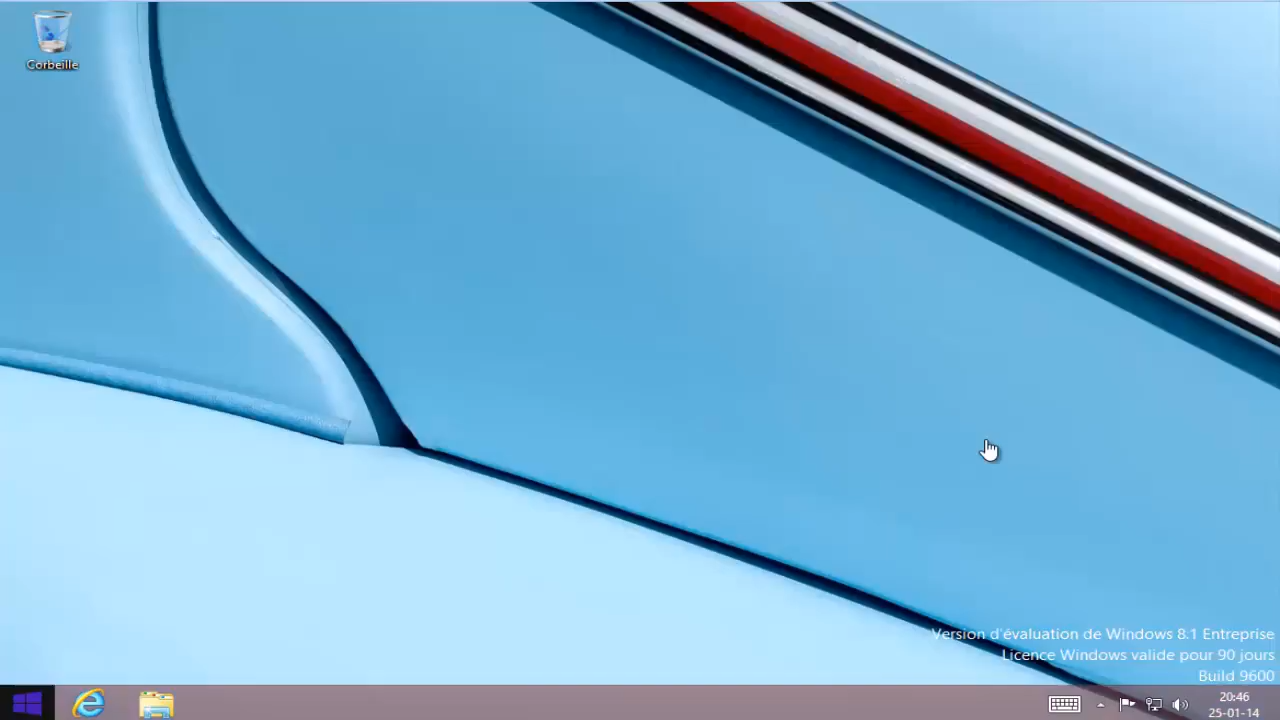 Corbeille
Version d'évaluation de Windows 8.1 Entreprise
Licence Windows valide pour 90 jours
Build 9600
20:46
25-01-14